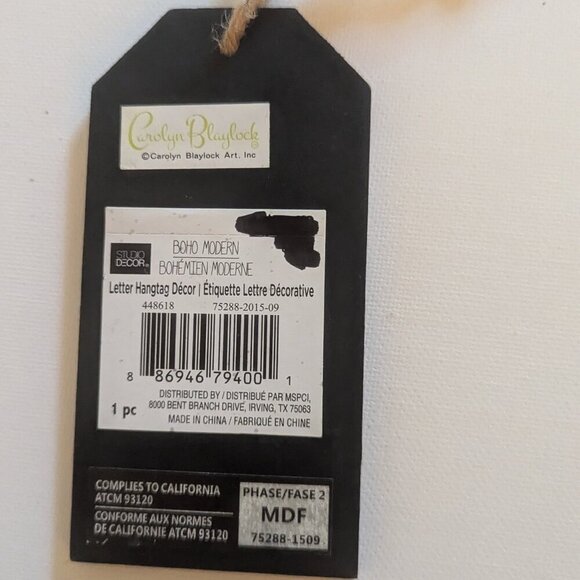 Carolyn Blaylock
©Carolyn Blaylock Art. Inc
STUDIO
DECOR®
BOHO MODERN
BOHÉMIEN MODERNE
Letter Hangtag Décor | Étiquette Lettre Décorative
448618 75288-2015-09
8 86946 79400 1
1 pc
DISTRIBUTED BY / DISTRIBUÉ PAR MSPCI,
8000 BENT BRANCH DRIVE, IRVING, TX 75063
MADE IN CHINA / FABRIQUÉ EN CHINE
COMPLIES TO CALIFORNIA
ATCM 93120
CONFORME AUX NORMES
DE CALIFORNIE ATCM 93120
PHASE/FASE 2
MDF
75288-1509